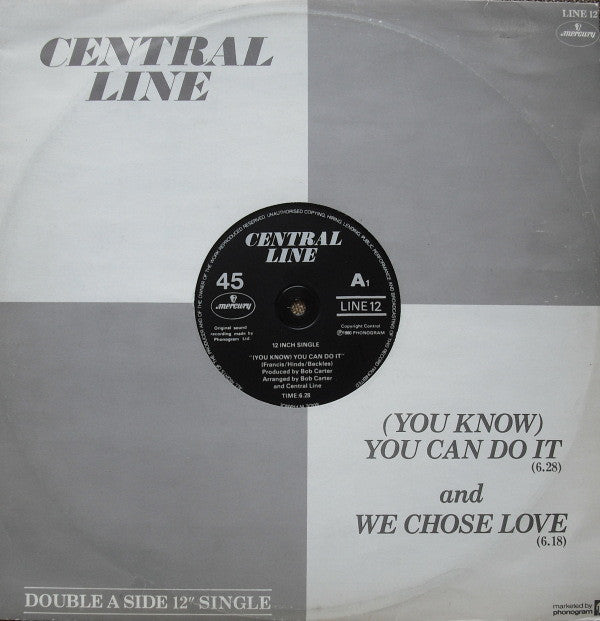 LINE 12
mercury
CENTRAL
LINE
CENTRAL
LINE
45
A1
mercury
LINE 12
Original sound
recording made by
Phonogram Ltd.
Copyright Control
℗1980 PHONOGRAM
12 INCH SINGLE
"(YOU KNOW) YOU CAN DO IT"
(Francis/Hinds/Beckles)
Produced by Bob Carter
Arranged by Bob Carter
and Central Line
TIME:6.28
(YOU KNOW)
YOU CAN DO IT
(6.28)
and
WE CHOSE LOVE
(6.18)
DOUBLE A SIDE 12" SINGLE
marketed by
phonogram